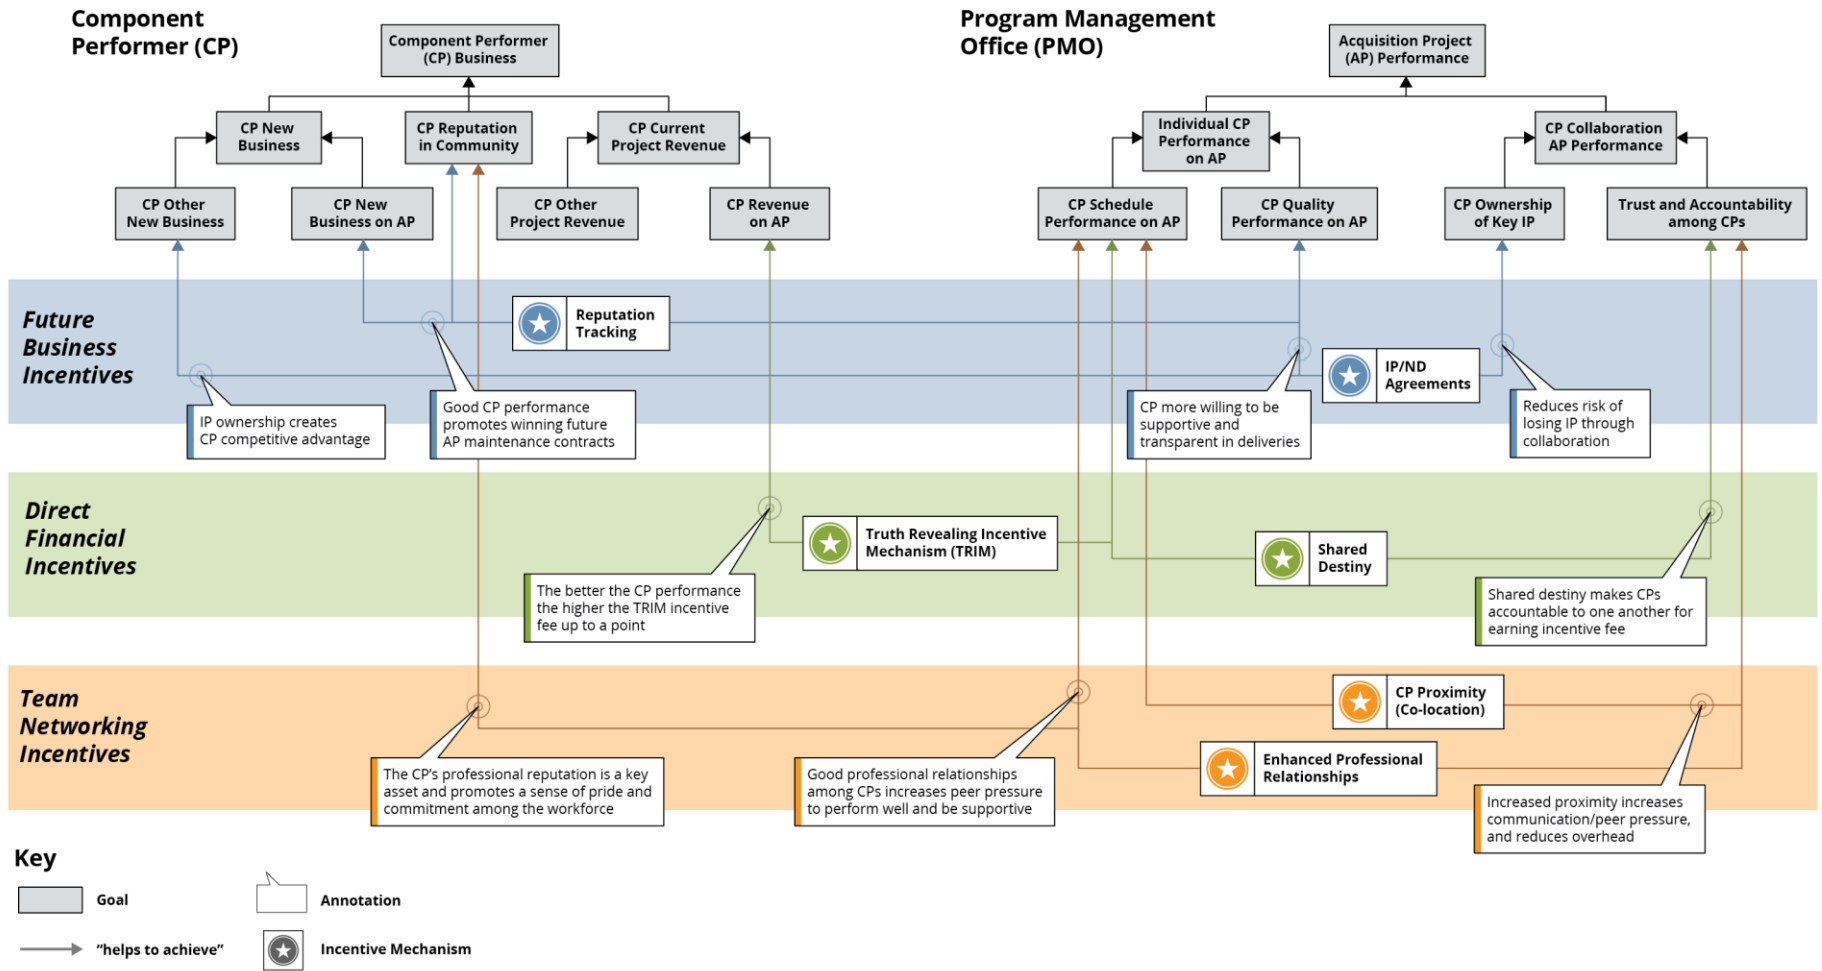 Component
Performer (CP)
Program Management
Office (PMO)
Component Performer
(CP) Business
Acquisition Project
(AP) Performance
CP New
Business
CP Reputation
in Community
CP Current
Project Revenue
Individual CP
Performance
on AP
CP Collaboration
AP Performance
CP Other
New Business
CP New
Business on AP
CP Other
Project Revenue
CP Revenue
on AP
CP Schedule
Performance on AP
CP Quality
Performance on AP
CP Ownership
of Key IP
Trust and Accountability
among CPs
Future
Business
Incentives
Reputation
Tracking
IP/ND
Agreements
IP ownership creates
CP competitive advantage
Good CP performance
promotes winning future
AP maintenance contracts
CP more willing to be
supportive and
transparent in deliveries
Reduces risk of
losing IP through
collaboration
Direct
Financial
Incentives
Truth Revealing Incentive
Mechanism (TRIM)
Shared
Destiny
The better the CP performance
the higher the TRIM incentive
fee up to a point
Shared destiny makes CPs
accountable to one another for
earning incentive fee
Team
Networking
Incentives
CP Proximity
(Co-location)
Enhanced Professional
Relationships
The CP’s professional reputation is a key
asset and promotes a sense of pride and
commitment among the workforce
Good professional relationships
among CPs increases peer pressure
to perform well and be supportive
Increased proximity increases
communication/peer pressure,
and reduces overhead
Key
Goal
Annotation
“helps to achieve”
Incentive Mechanism